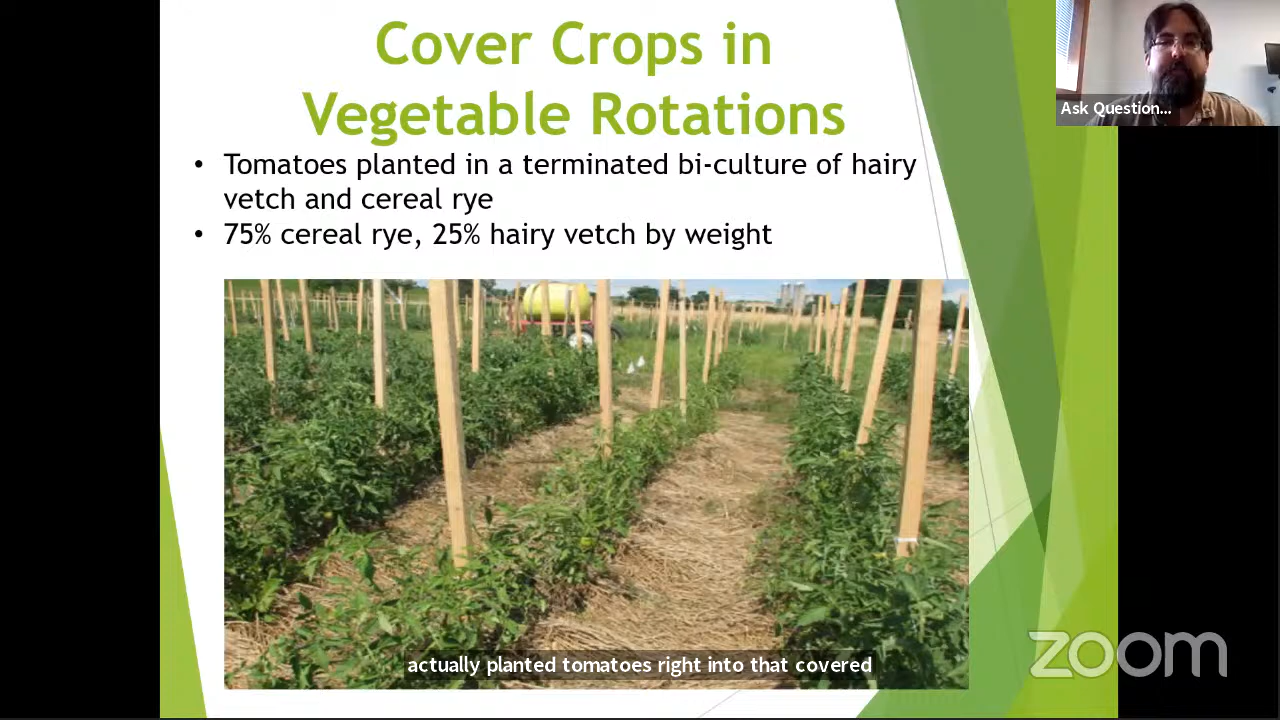 Cover Crops in
Vegetable Rotations
• Tomatoes planted in a terminated bi-culture of hairy
vetch and cereal rye
• 75% cereal rye, 25% hairy vetch by weight
Ask Question...
actually planted tomatoes right into that covered
zoom